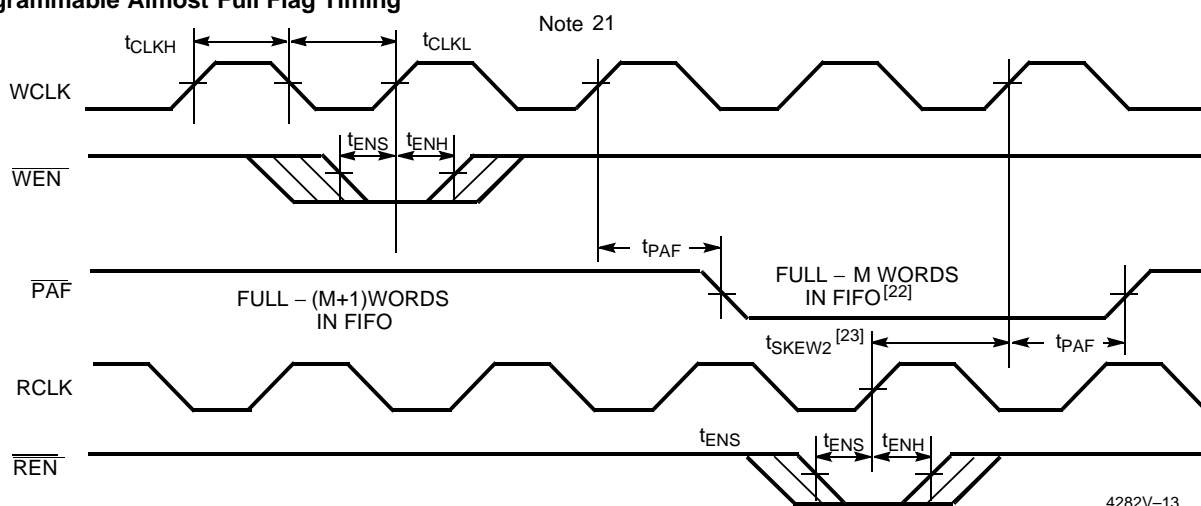 grammable Almost Full Flag Timing
Note 21
tCLKH
tCLKL
WCLK
tENS
tENH
WEN
tPAF
PAF
FULL – (M+1)WORDS
IN FIFO
FULL – M WORDS
IN FIFO[22]
tSKEW2[23]
tPAF
RCLK
tENS
tENS
tENH
REN
4282V–13